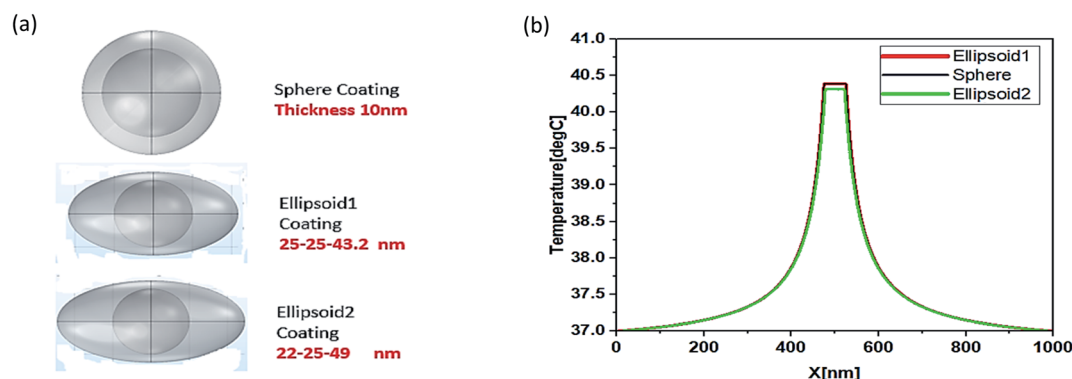 (a)
Sphere Coating
Thickness 10nm
Ellipsoid1
Coating
25-25-43.2 nm
Ellipsoid2
Coating
22-25-49 nm
(b)
41.0
40.5
40.0
39.5
39.0
38.5
38.0
37.5
37.0
Temperature[degC]
Ellipsoid1
Sphere
Ellipsoid2
0 200 400 600 800 1000
X[nm]